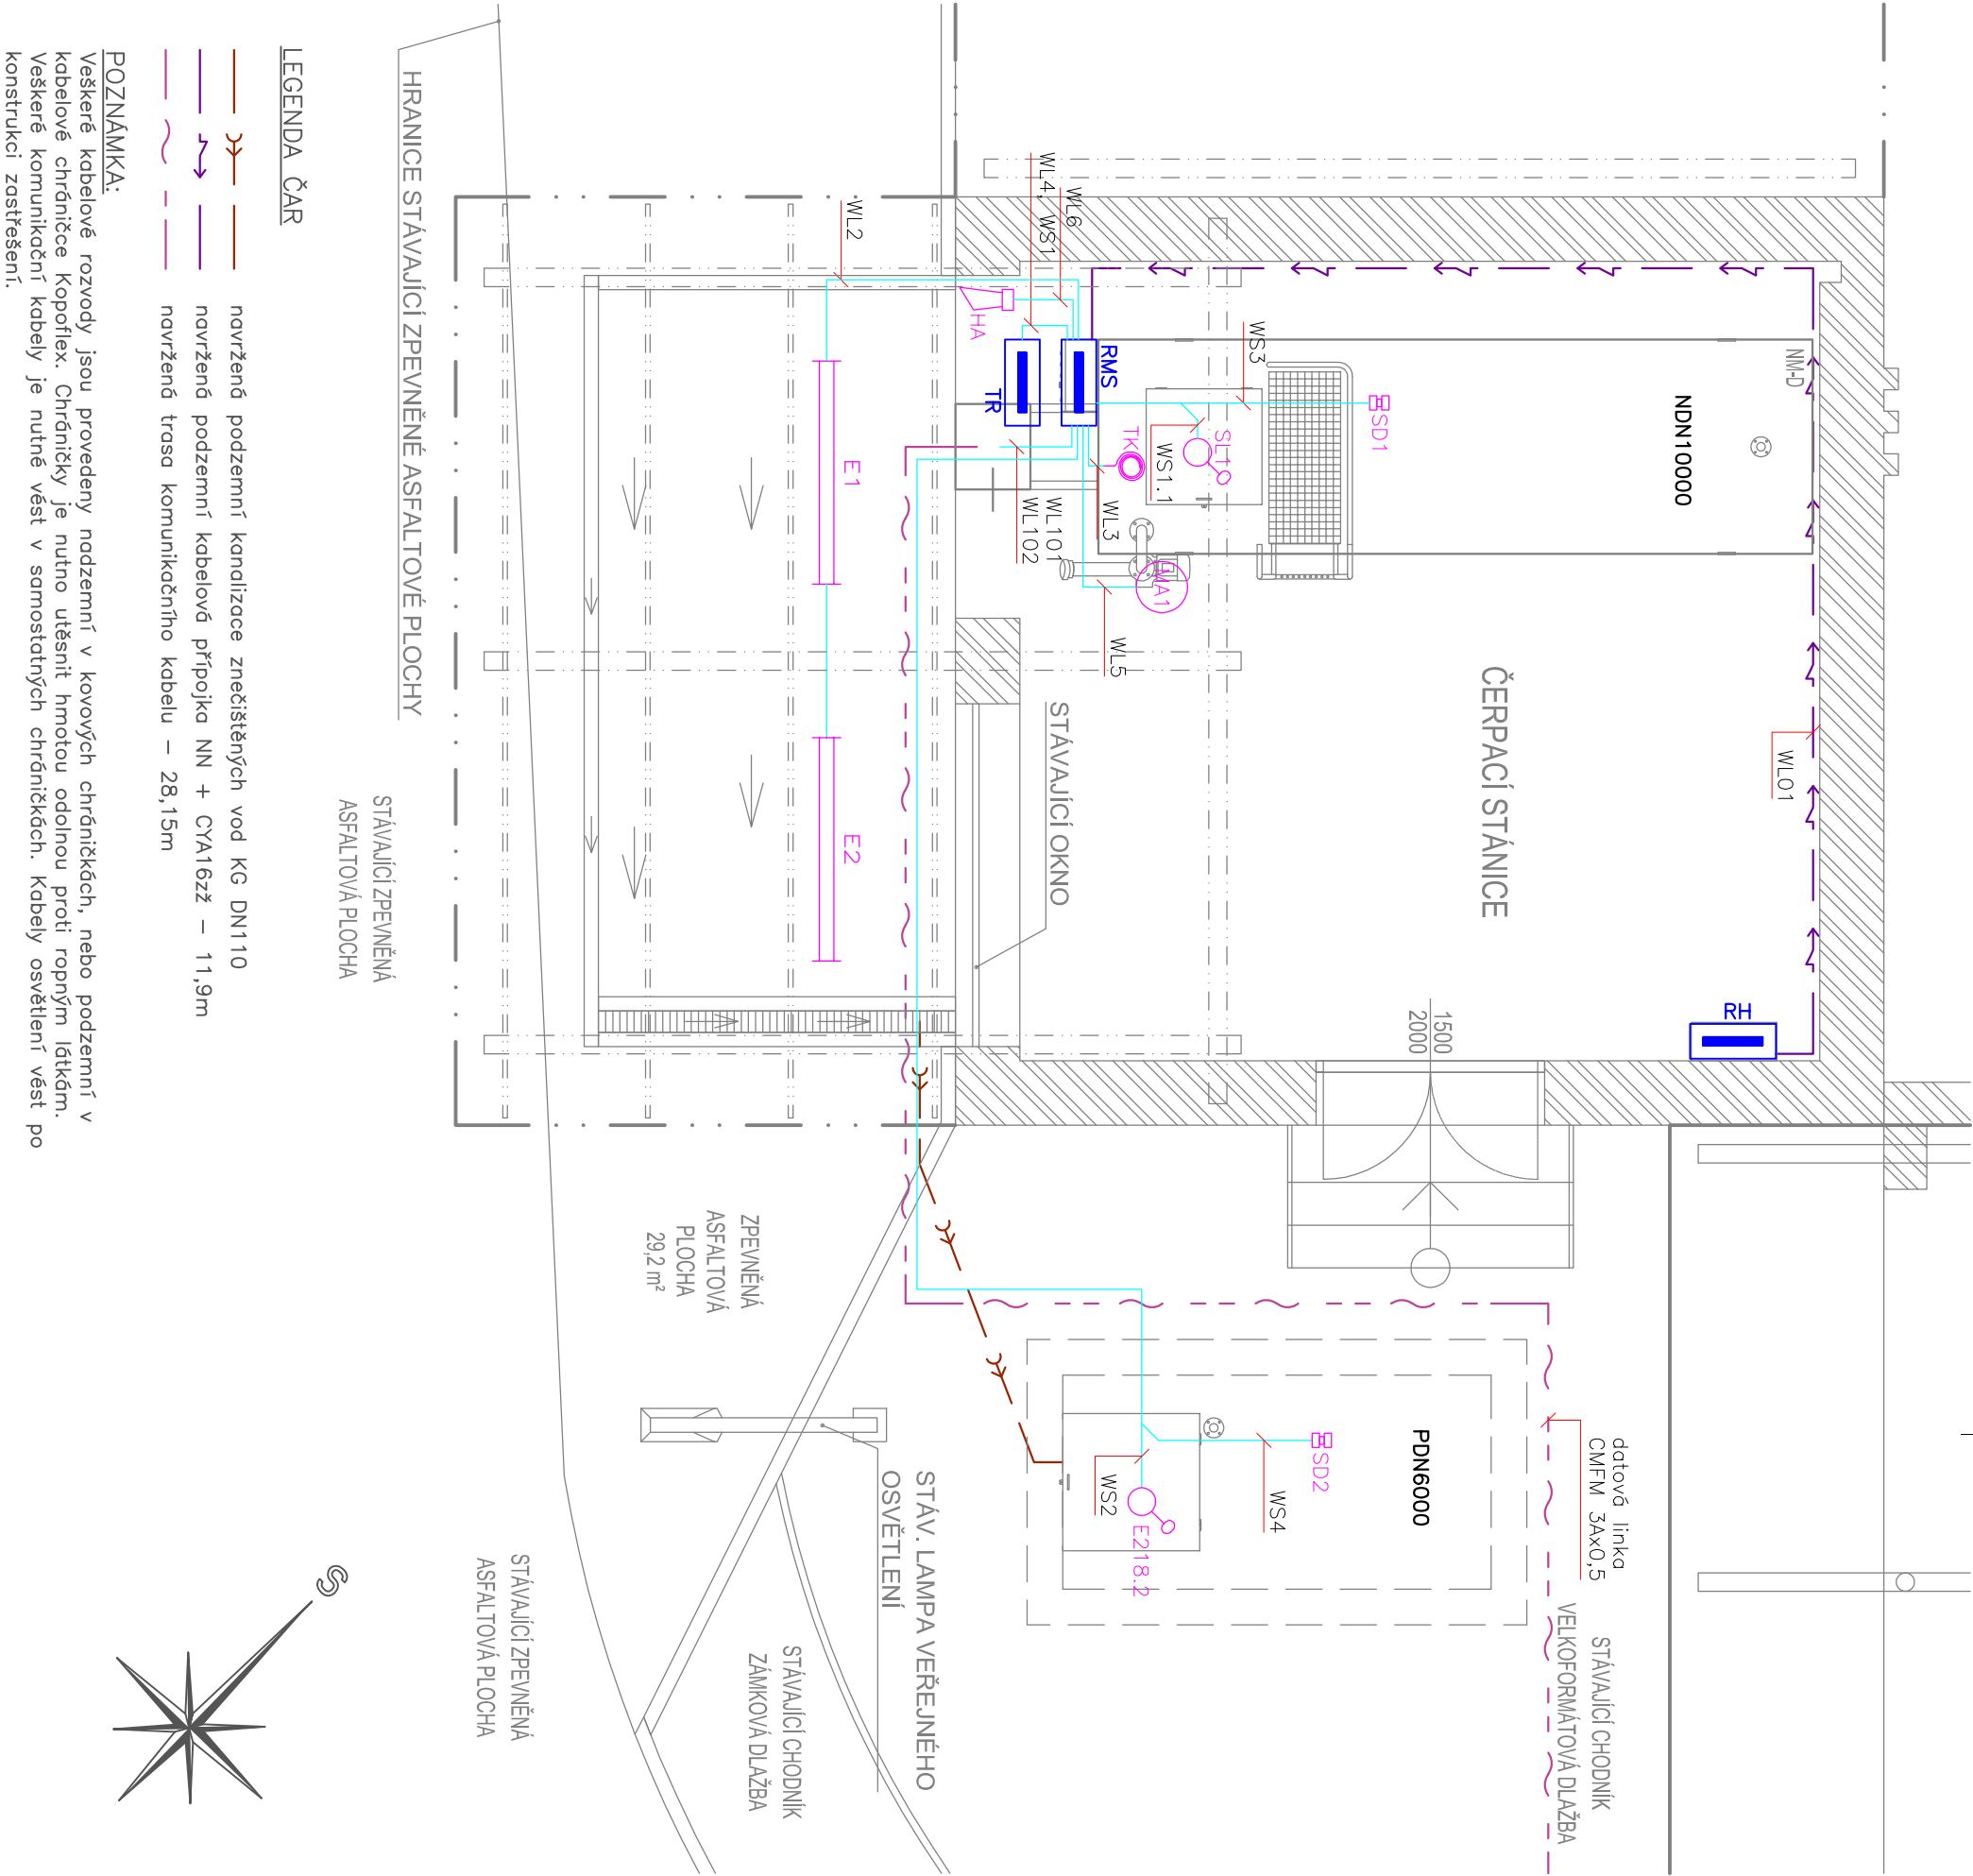 NM-D
NDN10000
WL01
RH
ČERPACÍ STÁNICE
1500
2000
SD1
WS3
SL1
WS1.1
TK
RMS
MA1
WL3
WL5
WL101
WL102
WL6
WL4, WS1
TR
HA
WL2
E1
E2
STÁVAJÍCÍ OKNO
datová linka
CMFM 3Ax0,5
STÁVAJÍCÍ CHODNÍK
VELKOFORMÁTOVÁ DLAŽBA
PDN6000
SD2
WS4
WS2
E218.2
STÁV. LAMPA VEŘEJNÉHO
OSVĚTLENÍ
STÁVAJÍCÍ CHODNÍK
ZÁMKOVÁ DLAŽBA
ZPEVNĚNÁ
ASFALTOVÁ
PLOCHA
29,2 m²
STÁVAJÍCÍ ZPEVNĚNÁ
ASFALTOVÁ PLOCHA
HRANICE STÁVAJÍCÍ ZPEVNĚNÉ ASFALTOVÉ PLOCHY
STÁVAJÍCÍ ZPEVNĚNÁ
ASFALTOVÁ PLOCHA
S
LEGENDA ČAR
navržená podzemní kanalizace znečištěných vod KG DN110
navržená podzemní kabelová přípojka NN + CYA16zž – 11,9m
navržená trasa komunikačního kabelu – 28,15m
POZNÁMKA:
Veškeré kabelové rozvody jsou provedeny nadzemní v kovových chráničkách, nebo podzemní v
kabelové chráničce Kopoflex. Chráničky je nutno utěsnit hmotou odolnou proti ropným látkám.
Veškeré komunikační kabely je nutné vést v samostatných chráničkách. Kabely osvětlení vést po
konstrukci zastřešení.